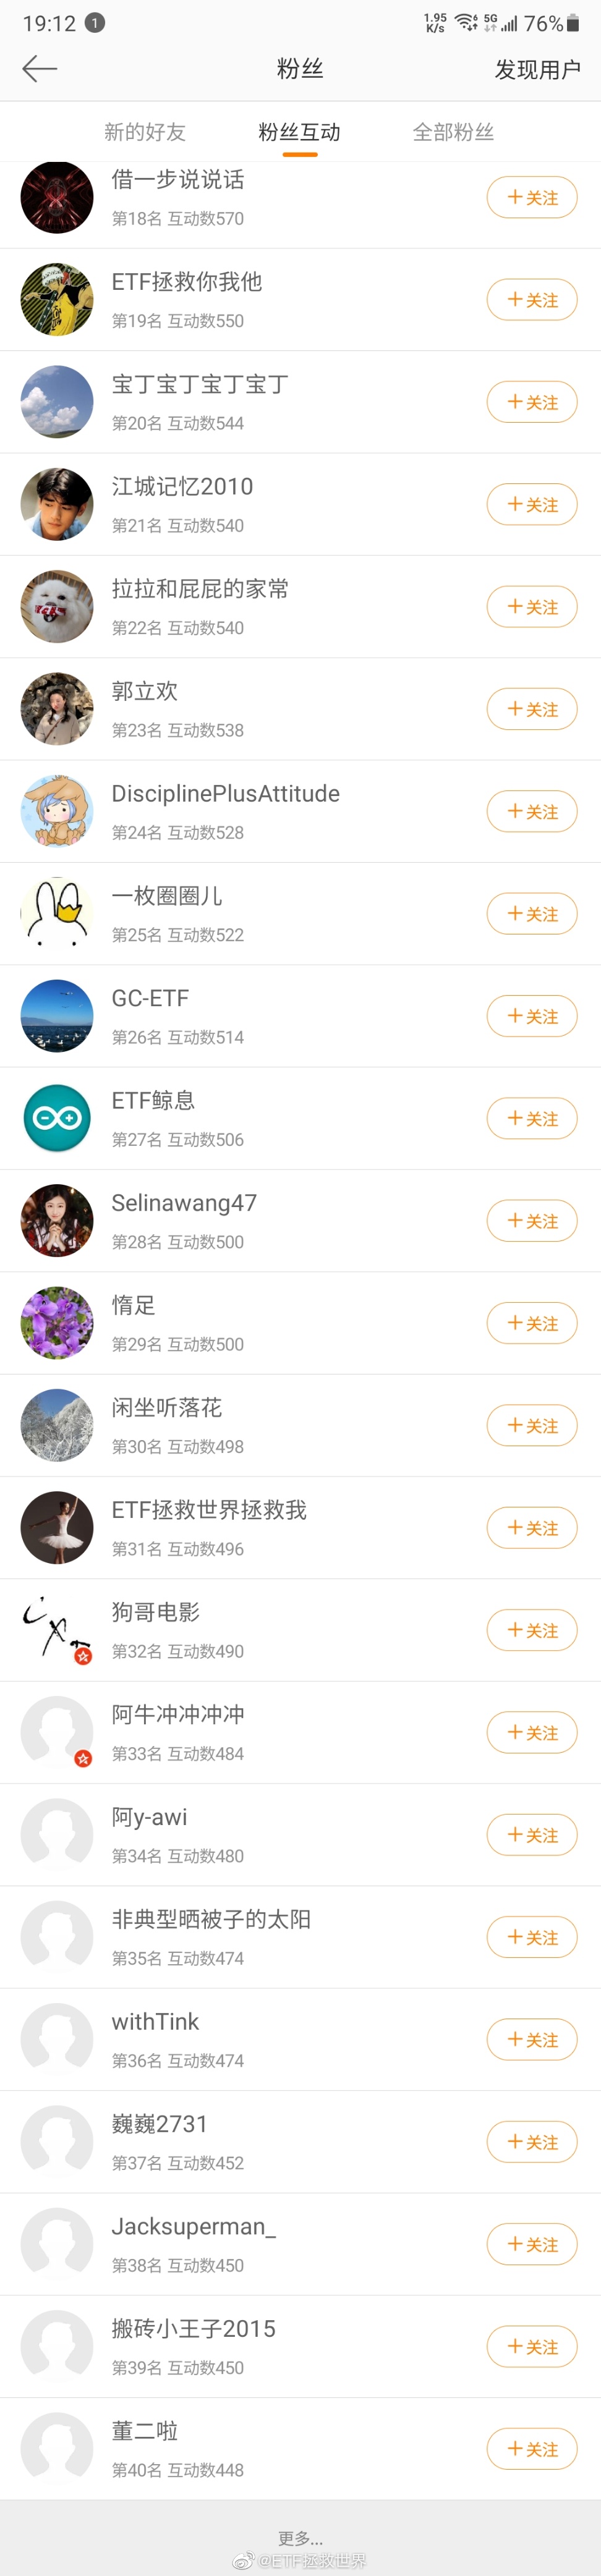 19:12 1 1.95 K/s 5G 76%
粉丝 发现用户
新的好友 粉丝互动 全部粉丝
借一步说说话
第18名 互动数570
+关注
ETF拯救你我他
第19名 互动数550
+关注
宝丁宝丁宝丁宝丁
第20名 互动数544
+关注
江城记忆2010
第21名 互动数540
+关注
拉拉和屁屁的家常
第22名 互动数540
+关注
郭立欢
第23名 互动数538
+关注
DisciplinePlusAttitude
第24名 互动数528
+关注
一枚圈圈儿
第25名 互动数522
+关注
GC-ETF
第26名 互动数514
+关注
ETF鲸息
第27名 互动数506
+关注
Selinawang47
第28名 互动数500
+关注
惰足
第29名 互动数500
+关注
闲坐听落花
第30名 互动数498
+关注
ETF拯救世界拯救我
第31名 互动数496
+关注
狗哥电影
第32名 互动数490
+关注
阿牛冲冲冲冲
第33名 互动数484
+关注
阿y-awi
第34名 互动数480
+关注
非典型晒被子的太阳
第35名 互动数474
+关注
withTink
第36名 互动数474
+关注
巍巍2731
第37名 互动数452
+关注
Jacksuperman_
第38名 互动数450
+关注
搬砖小王子2015
第39名 互动数450
+关注
董二啦
第40名 互动数448
+关注
更多...
@ETF拯救世界